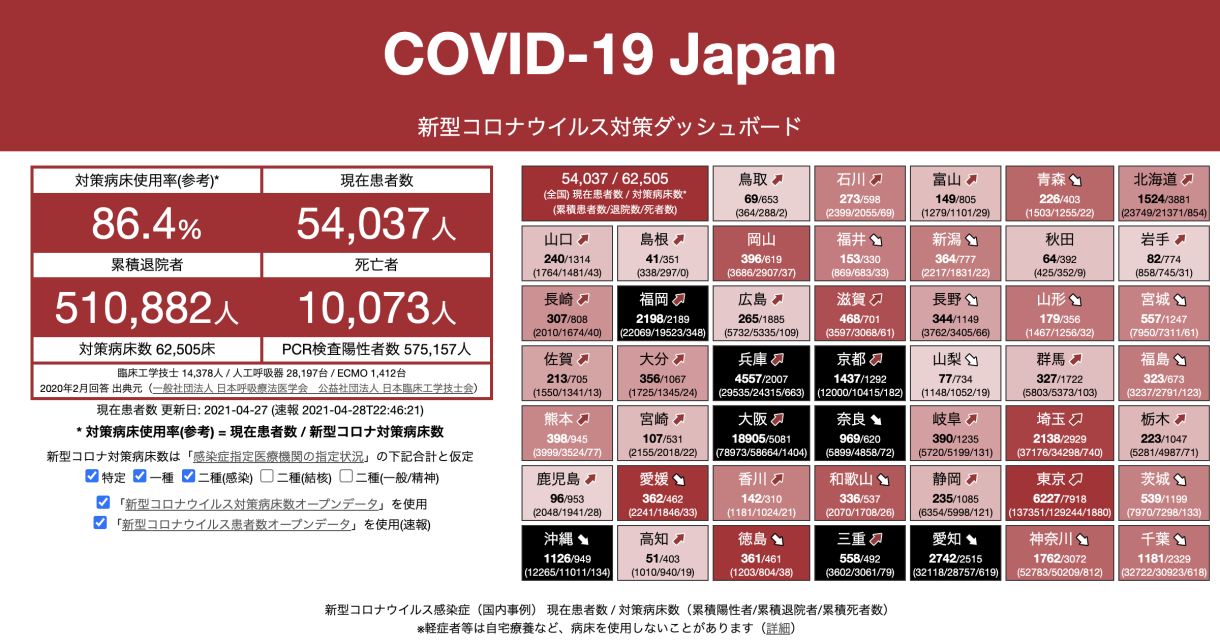 COVID-19 Japan
新型コロナウイルス対策ダッシュボード
対策病床使用率(参考)* 現在患者数
86.4% 54,037人
累積退院者 死亡者
510,882人 10,073人
対策病床数 62,505床 PCR検査陽性者数 575,157人
臨床工学技士 14,378人 / 人工呼吸器 28,197台 / ECMO 1,412台
2020年2月回答 出典元（一般社団法人 日本呼吸療法医学会　公益社団法人 日本臨床工学技士会）
現在患者数 更新日: 2021-04-27 (速報 2021-04-28T22:46:21)
* 対策病床使用率(参考) = 現在患者数 / 新型コロナ対策病床数
新型コロナ対策病床数は「感染症指定医療機関の指定状況」の下記合計と仮定
特定 一種 二種(感染) 二種(結核) 二種(一般/精神)
「新型コロナウイルス対策病床数オープンデータ」を使用
「新型コロナウイルス患者数オープンデータ」を使用(速報)
54,037 / 62,505
(全国) 現在患者数 / 対策病床数*
(累積患者数/退院数/死者数)
鳥取
69/653
(364/288/2)
石川
273/598
(2399/2055/69)
富山
149/805
(1279/1101/29)
青森
226/403
(1503/1255/22)
北海道
1524/3881
(23749/21371/854)
山口
240/1314
(1764/1481/43)
島根
41/351
(338/297/0)
岡山
396/619
(3686/2907/37)
福井
153/330
(869/683/33)
新潟
364/777
(2217/1831/22)
秋田
64/392
(425/352/9)
岩手
82/774
(858/745/31)
長崎
307/808
(2010/1674/40)
福岡
2198/2189
(22069/19523/348)
広島
265/1885
(5732/5335/109)
滋賀
468/701
(3597/3068/61)
長野
344/1149
(3762/3405/66)
山形
179/356
(1467/1256/32)
宮城
557/1247
(7950/7311/61)
佐賀
213/705
(1550/1341/13)
大分
356/1067
(1725/1345/24)
兵庫
4557/2007
(29535/24315/663)
京都
1437/1292
(12000/10415/182)
山梨
77/734
(1148/1052/19)
群馬
327/1722
(5803/5373/103)
福島
323/673
(3237/2791/123)
熊本
398/945
(3999/3524/77)
宮崎
107/531
(2155/2018/22)
大阪
18905/5081
(78973/58664/1404)
奈良
969/620
(5899/4858/72)
岐阜
390/1235
(5720/5199/131)
埼玉
2138/2929
(37176/34298/740)
栃木
223/1047
(5281/4987/71)
鹿児島
96/953
(2048/1941/28)
愛媛
362/462
(2241/1846/33)
香川
142/310
(1181/1024/21)
和歌山
336/537
(2070/1708/26)
静岡
235/1085
(6354/5998/121)
東京
6227/7918
(137351/129244/1880)
茨城
539/1199
(7970/7298/133)
沖縄
1126/949
(12265/11011/134)
高知
51/403
(1010/940/19)
徳島
361/461
(1203/804/38)
三重
558/492
(3602/3061/79)
愛知
2742/2515
(32118/28757/619)
神奈川
1762/3072
(52783/50209/812)
千葉
1181/2329
(32722/30923/618)
新型コロナウイルス感染症（国内事例） 現在患者数 / 対策病床数（累積陽性者/累積退院者/累積死者数）
※軽症者等は自宅療養など、病床を使用しないことがあります（詳細）